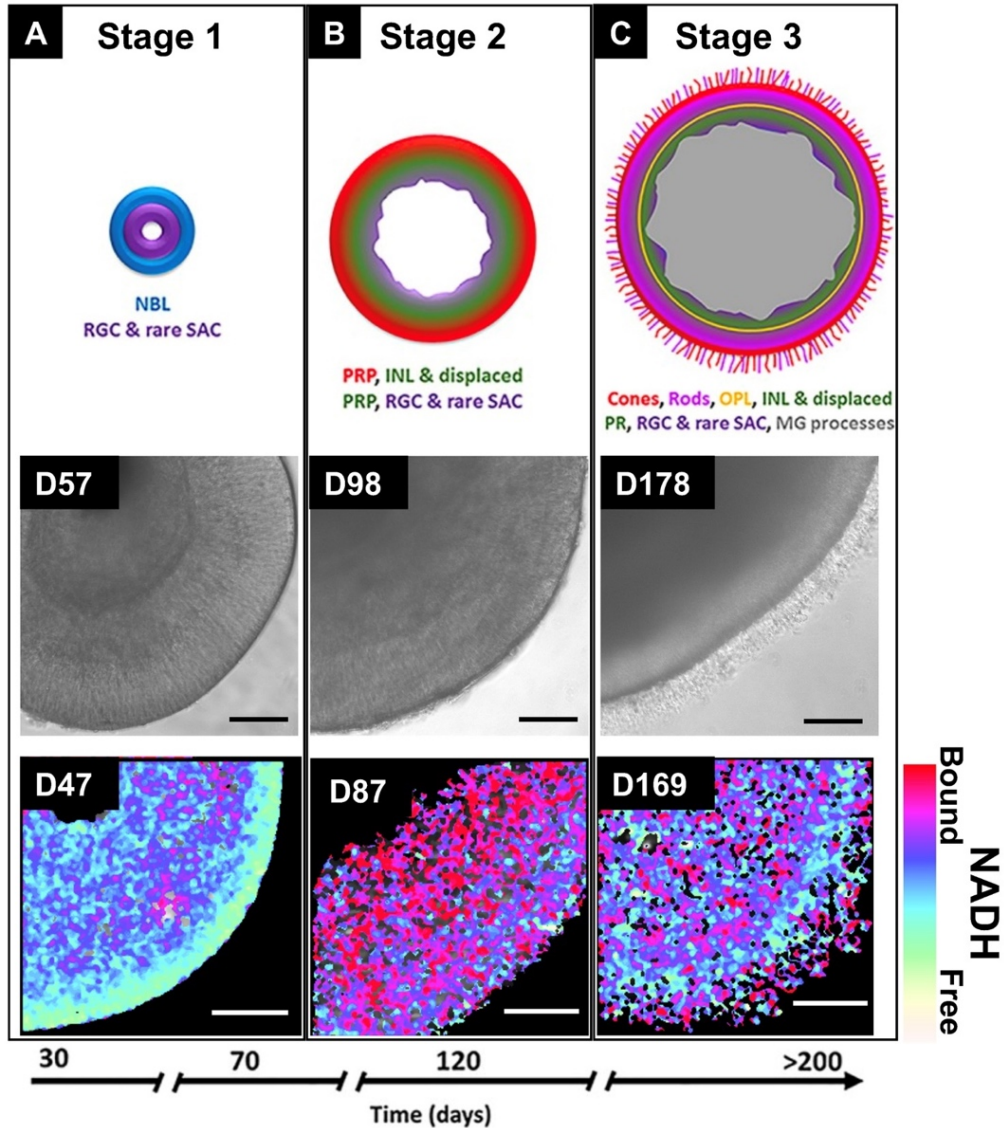 A Stage 1
B Stage 2
C Stage 3
NBL
RGC & rare SAC
PRP, INL & displaced
PRP, RGC & rare SAC
Cones, Rods, OPL, INL & displaced
PR, RGC & rare SAC, MG processes
D57
D98
D178
D47
D87
D169
Bound
Free
NADH
30 70 120 >200
Time (days)